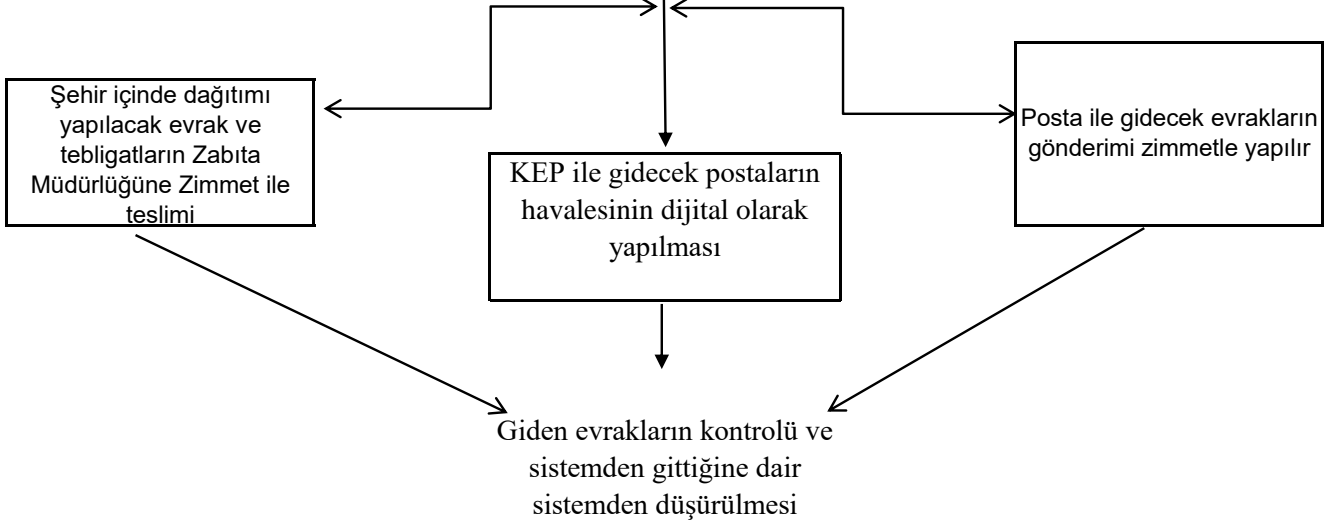 Şehir içinde dağıtımı
yapılacak evrak ve
tebligatların Zabıta
Müdürlüğüne Zimmet ile
teslimi
KEP ile gidecek postaların
havalesinin dijital olarak
yapılması
Posta ile gidecek evrakların
gönderimi zimmetle yapılır
Giden evrakların kontrolü ve
sistemden gittiğine dair
sistemden düşürülmesi